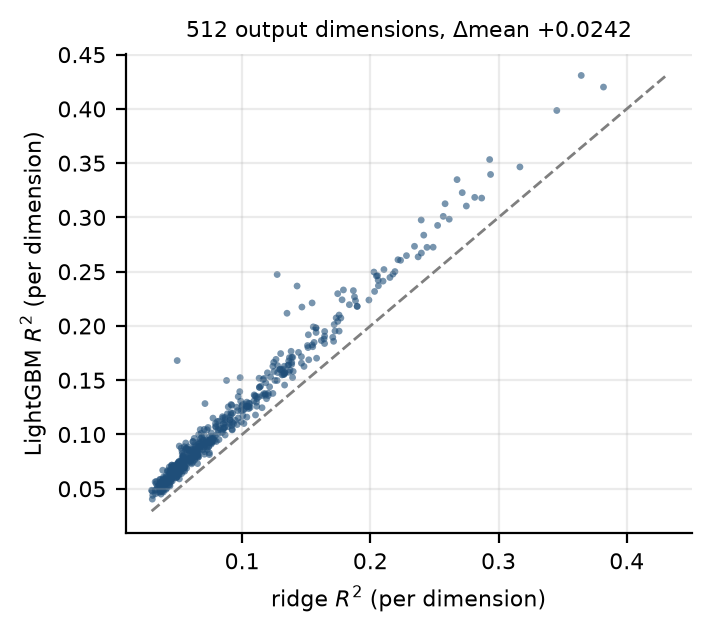 512 output dimensions, Δmean +0.0242
0.45
0.40
0.35
0.30
0.25
0.20
0.15
0.10
0.05
LightGBM R² (per dimension)
0.1 0.2 0.3 0.4
ridge R² (per dimension)